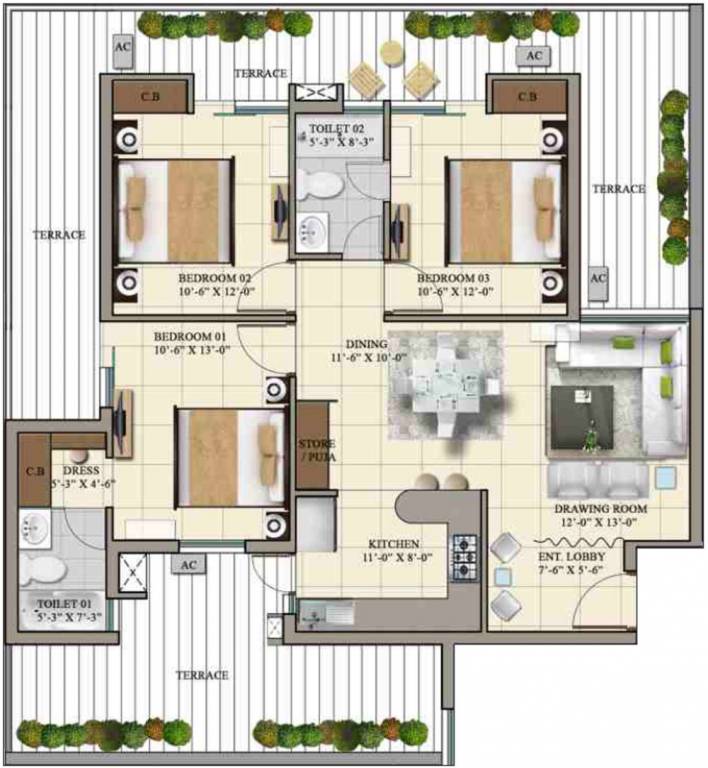 AC
TERRACE
AC
C.B
C.B
TOILET 02
5'-3" X 8'-3"
TERRACE
TERRACE
BEDROOM 02
10'-6" X 12'-0"
BEDROOM 03
10'-6" X 12'-0"
AC
BEDROOM 01
10'-6" X 13'-0"
DINING
11'-6" X 10'-0"
STORE
/ PUJA
C.B
DRESS
5'-3" X 4'-6"
DRAWING ROOM
12'-0" X 13'-0"
KITCHEN
11'-0" X 8'-0"
ENT. LOBBY
7'-6" X 5'-6"
AC
TOILET 01
5'-3" X 7'-3"
TERRACE